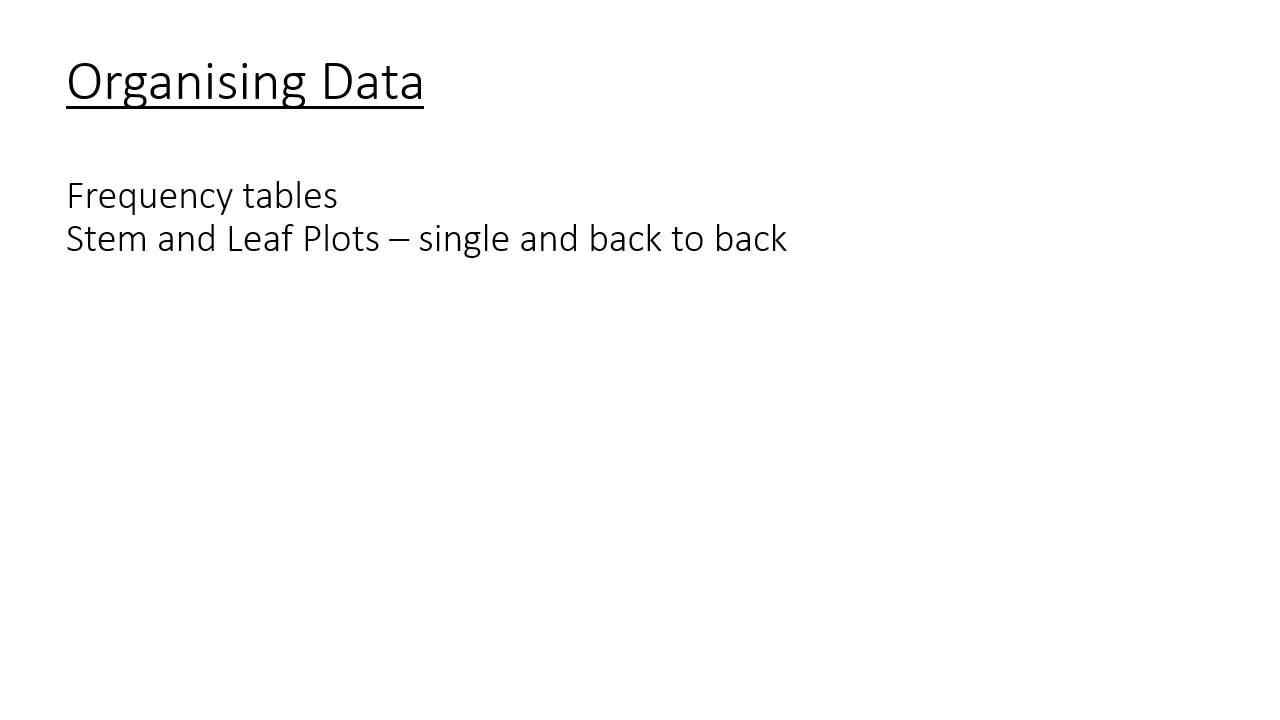 Organising Data
Frequency tables
Stem and Leaf Plots – single and back to back